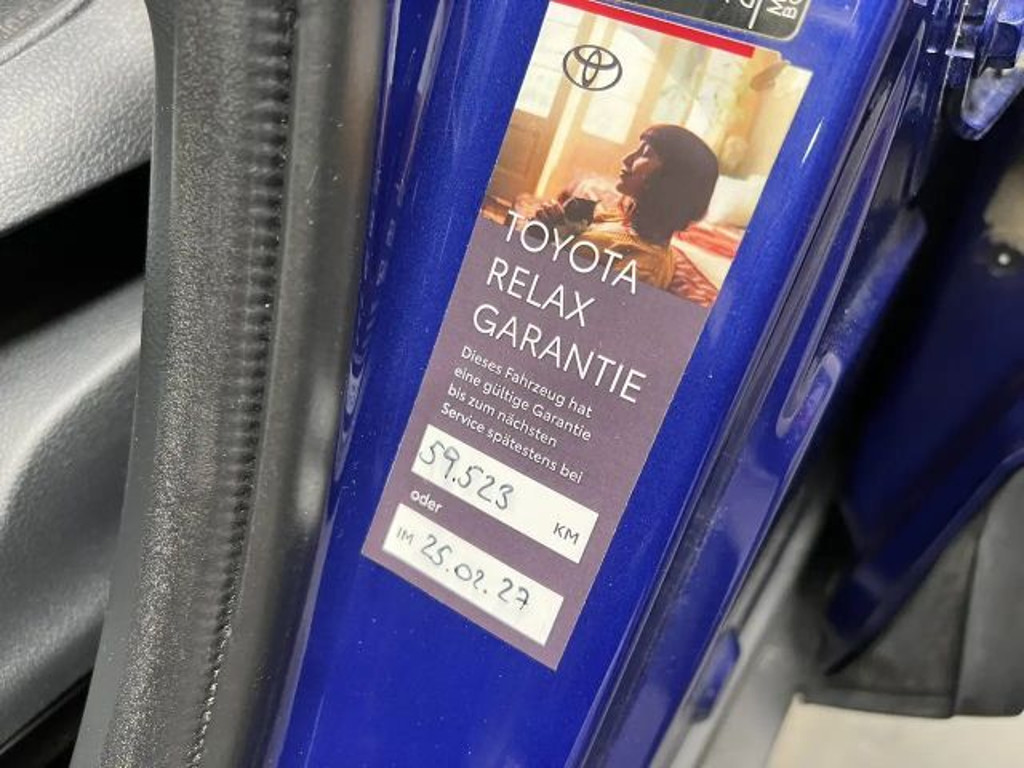 TOYOTA
RELAX
GARANTIE
Dieses Fahrzeug hat
eine gültige Garantie
bis zum nächsten
Service spätestens bei
59.523 KM
oder
IM 25.02.27